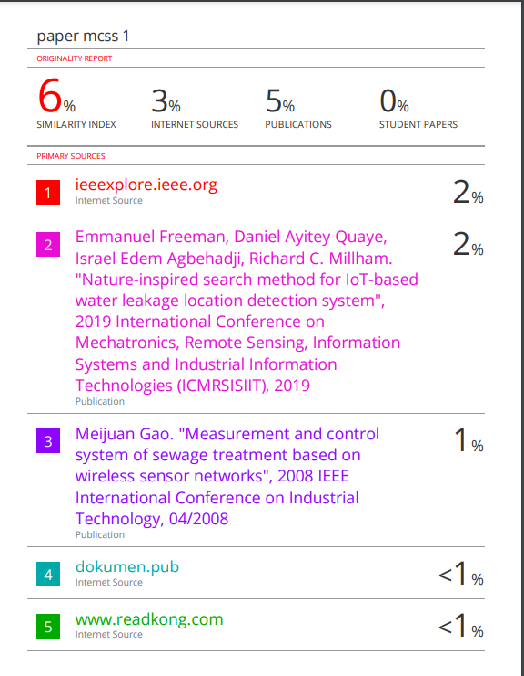 paper mcss 1
ORIGINALITY REPORT
6% 3% 5% 0%
SIMILARITY INDEX INTERNET SOURCES PUBLICATIONS STUDENT PAPERS
PRIMARY SOURCES
1 ieeexplore.ieee.org 2%
Internet Source
2 Emmanuel Freeman, Daniel Ayitey Quaye, 2%
Israel Edem Agbehadji, Richard C. Millham.
"Nature-inspired search method for IoT-based
water leakage location detection system",
2019 International Conference on
Mechatronics, Remote Sensing, Information
Systems and Industrial Information
Technologies (ICMRSISIIT), 2019
Publication
3 Meijuan Gao. "Measurement and control 1%
system of sewage treatment based on
wireless sensor networks", 2008 IEEE
International Conference on Industrial
Technology, 04/2008
Publication
4 dokumen.pub <1%
Internet Source
5 www.readkong.com <1%
Internet Source